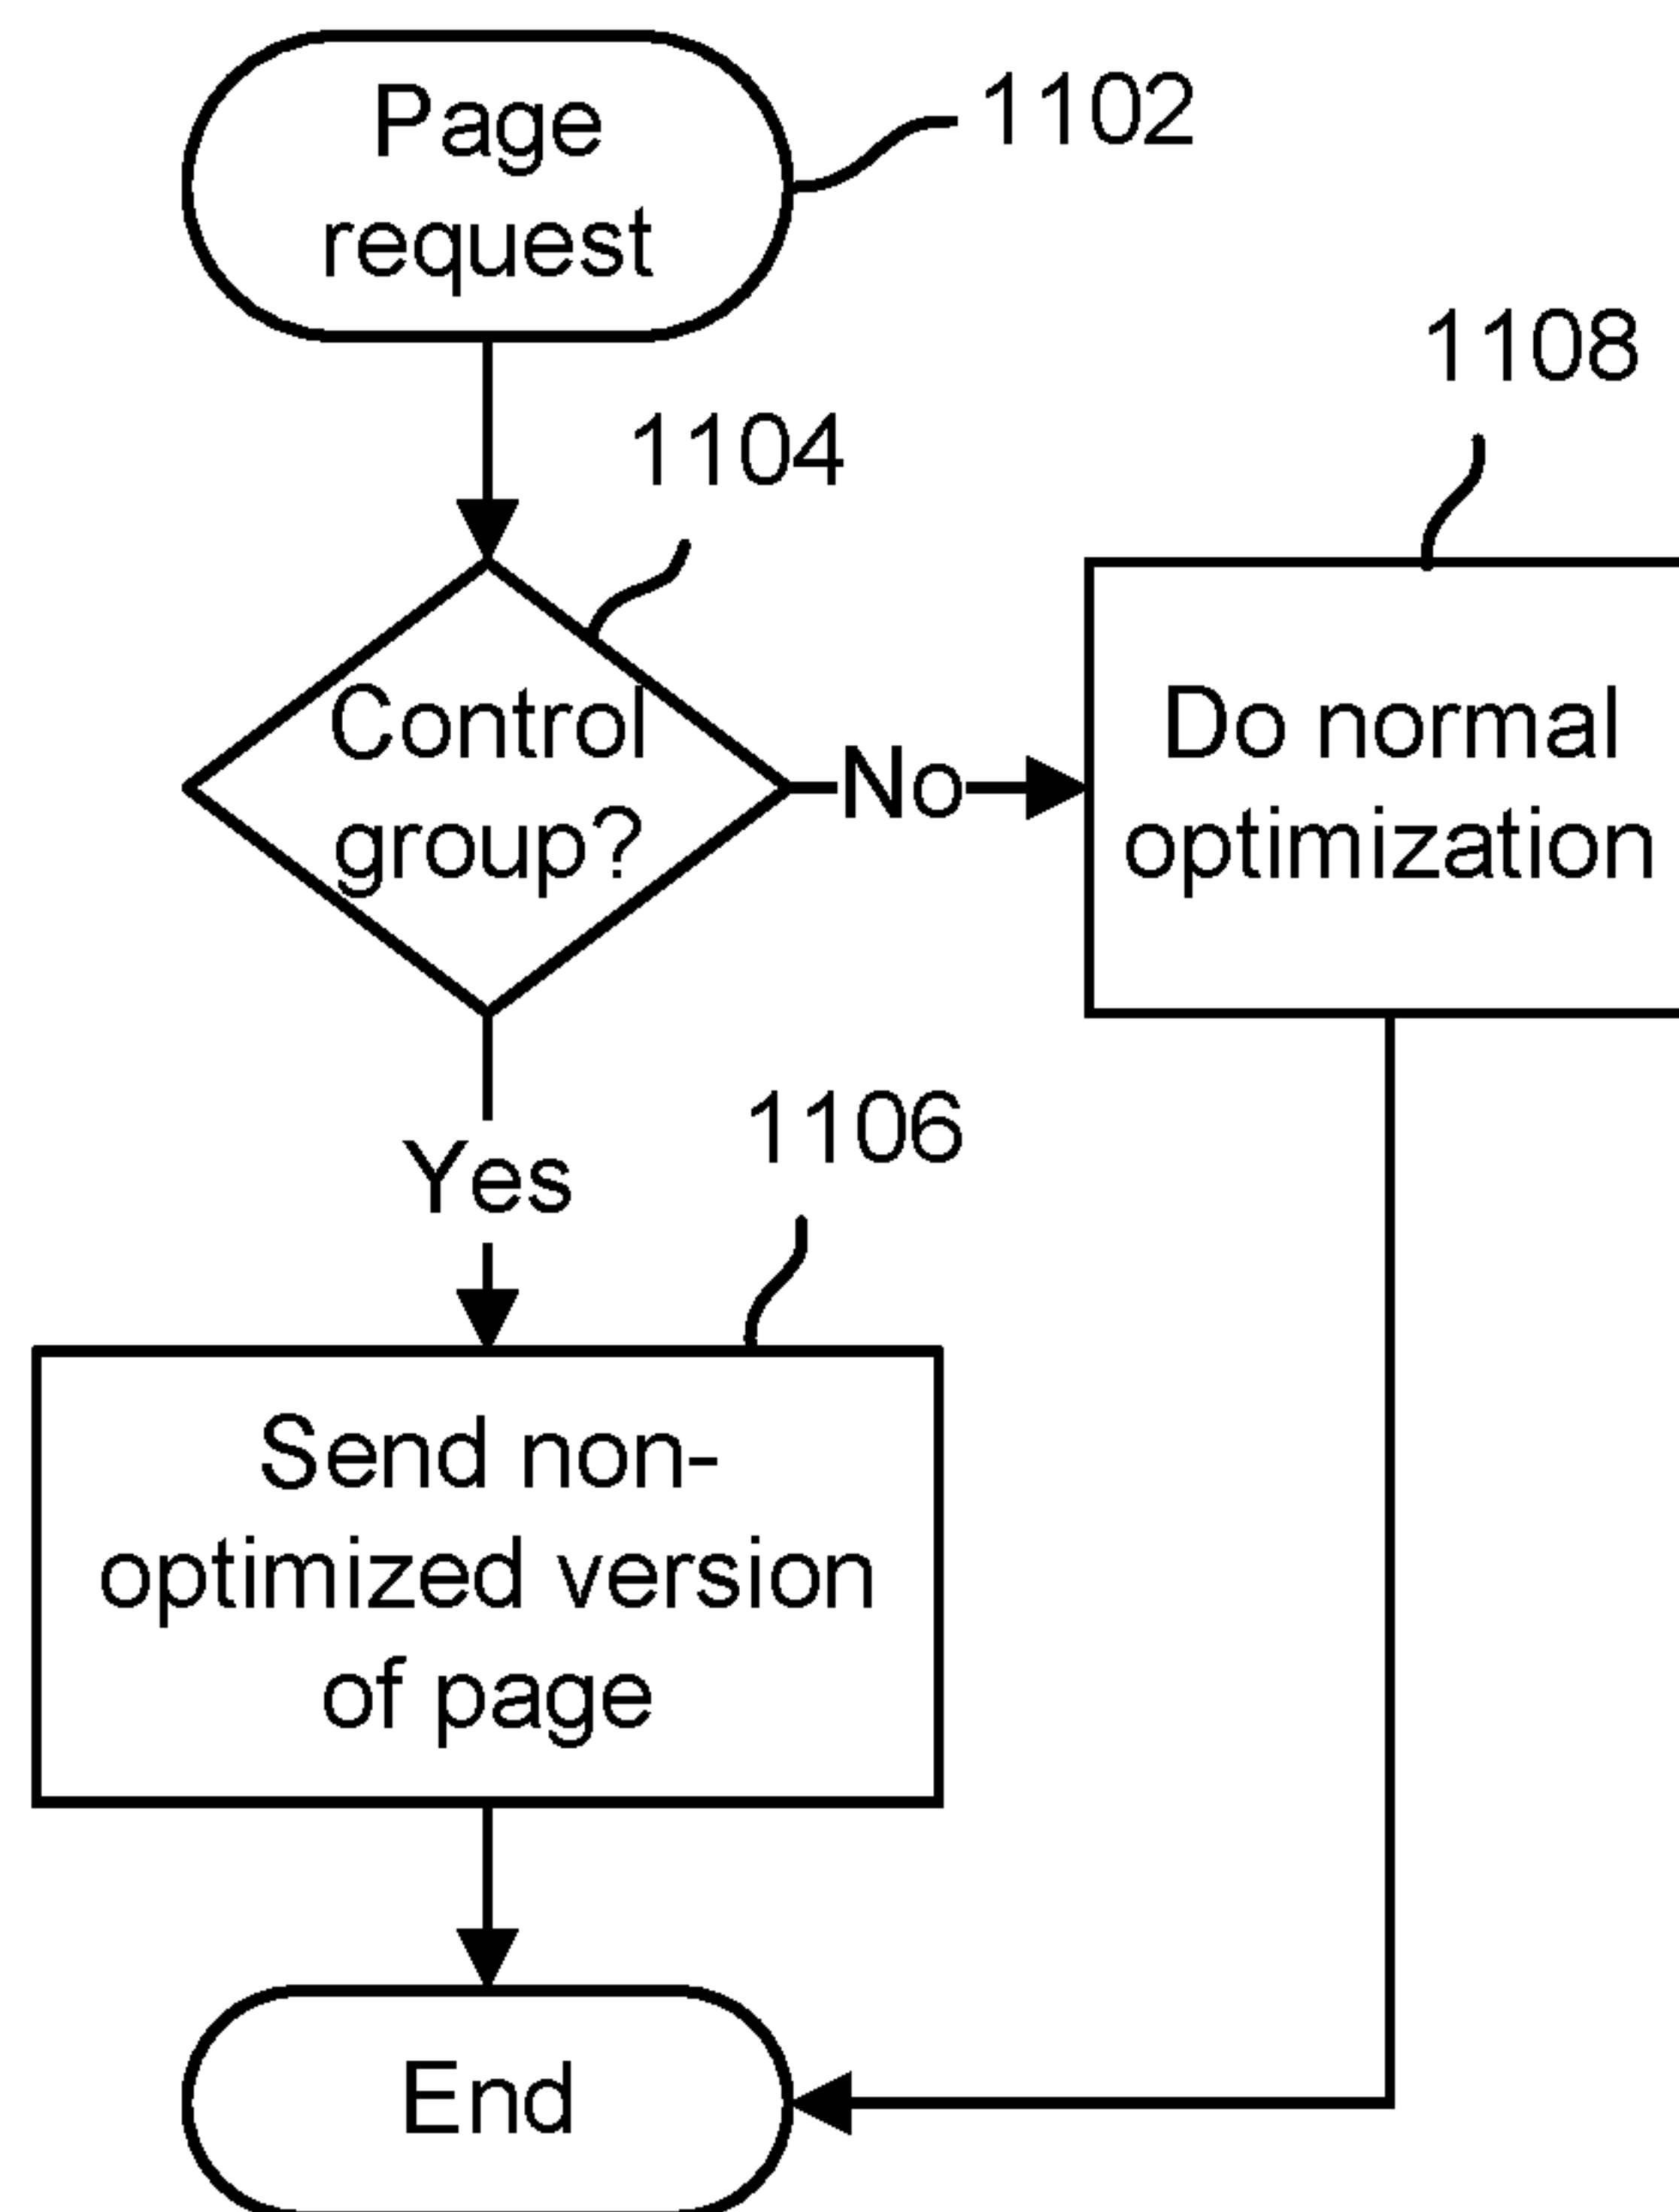 Page
request
1102
1104
1108
Control
group?
No
Do normal
optimization
Yes
1106
Send non-
optimized version
of page
End